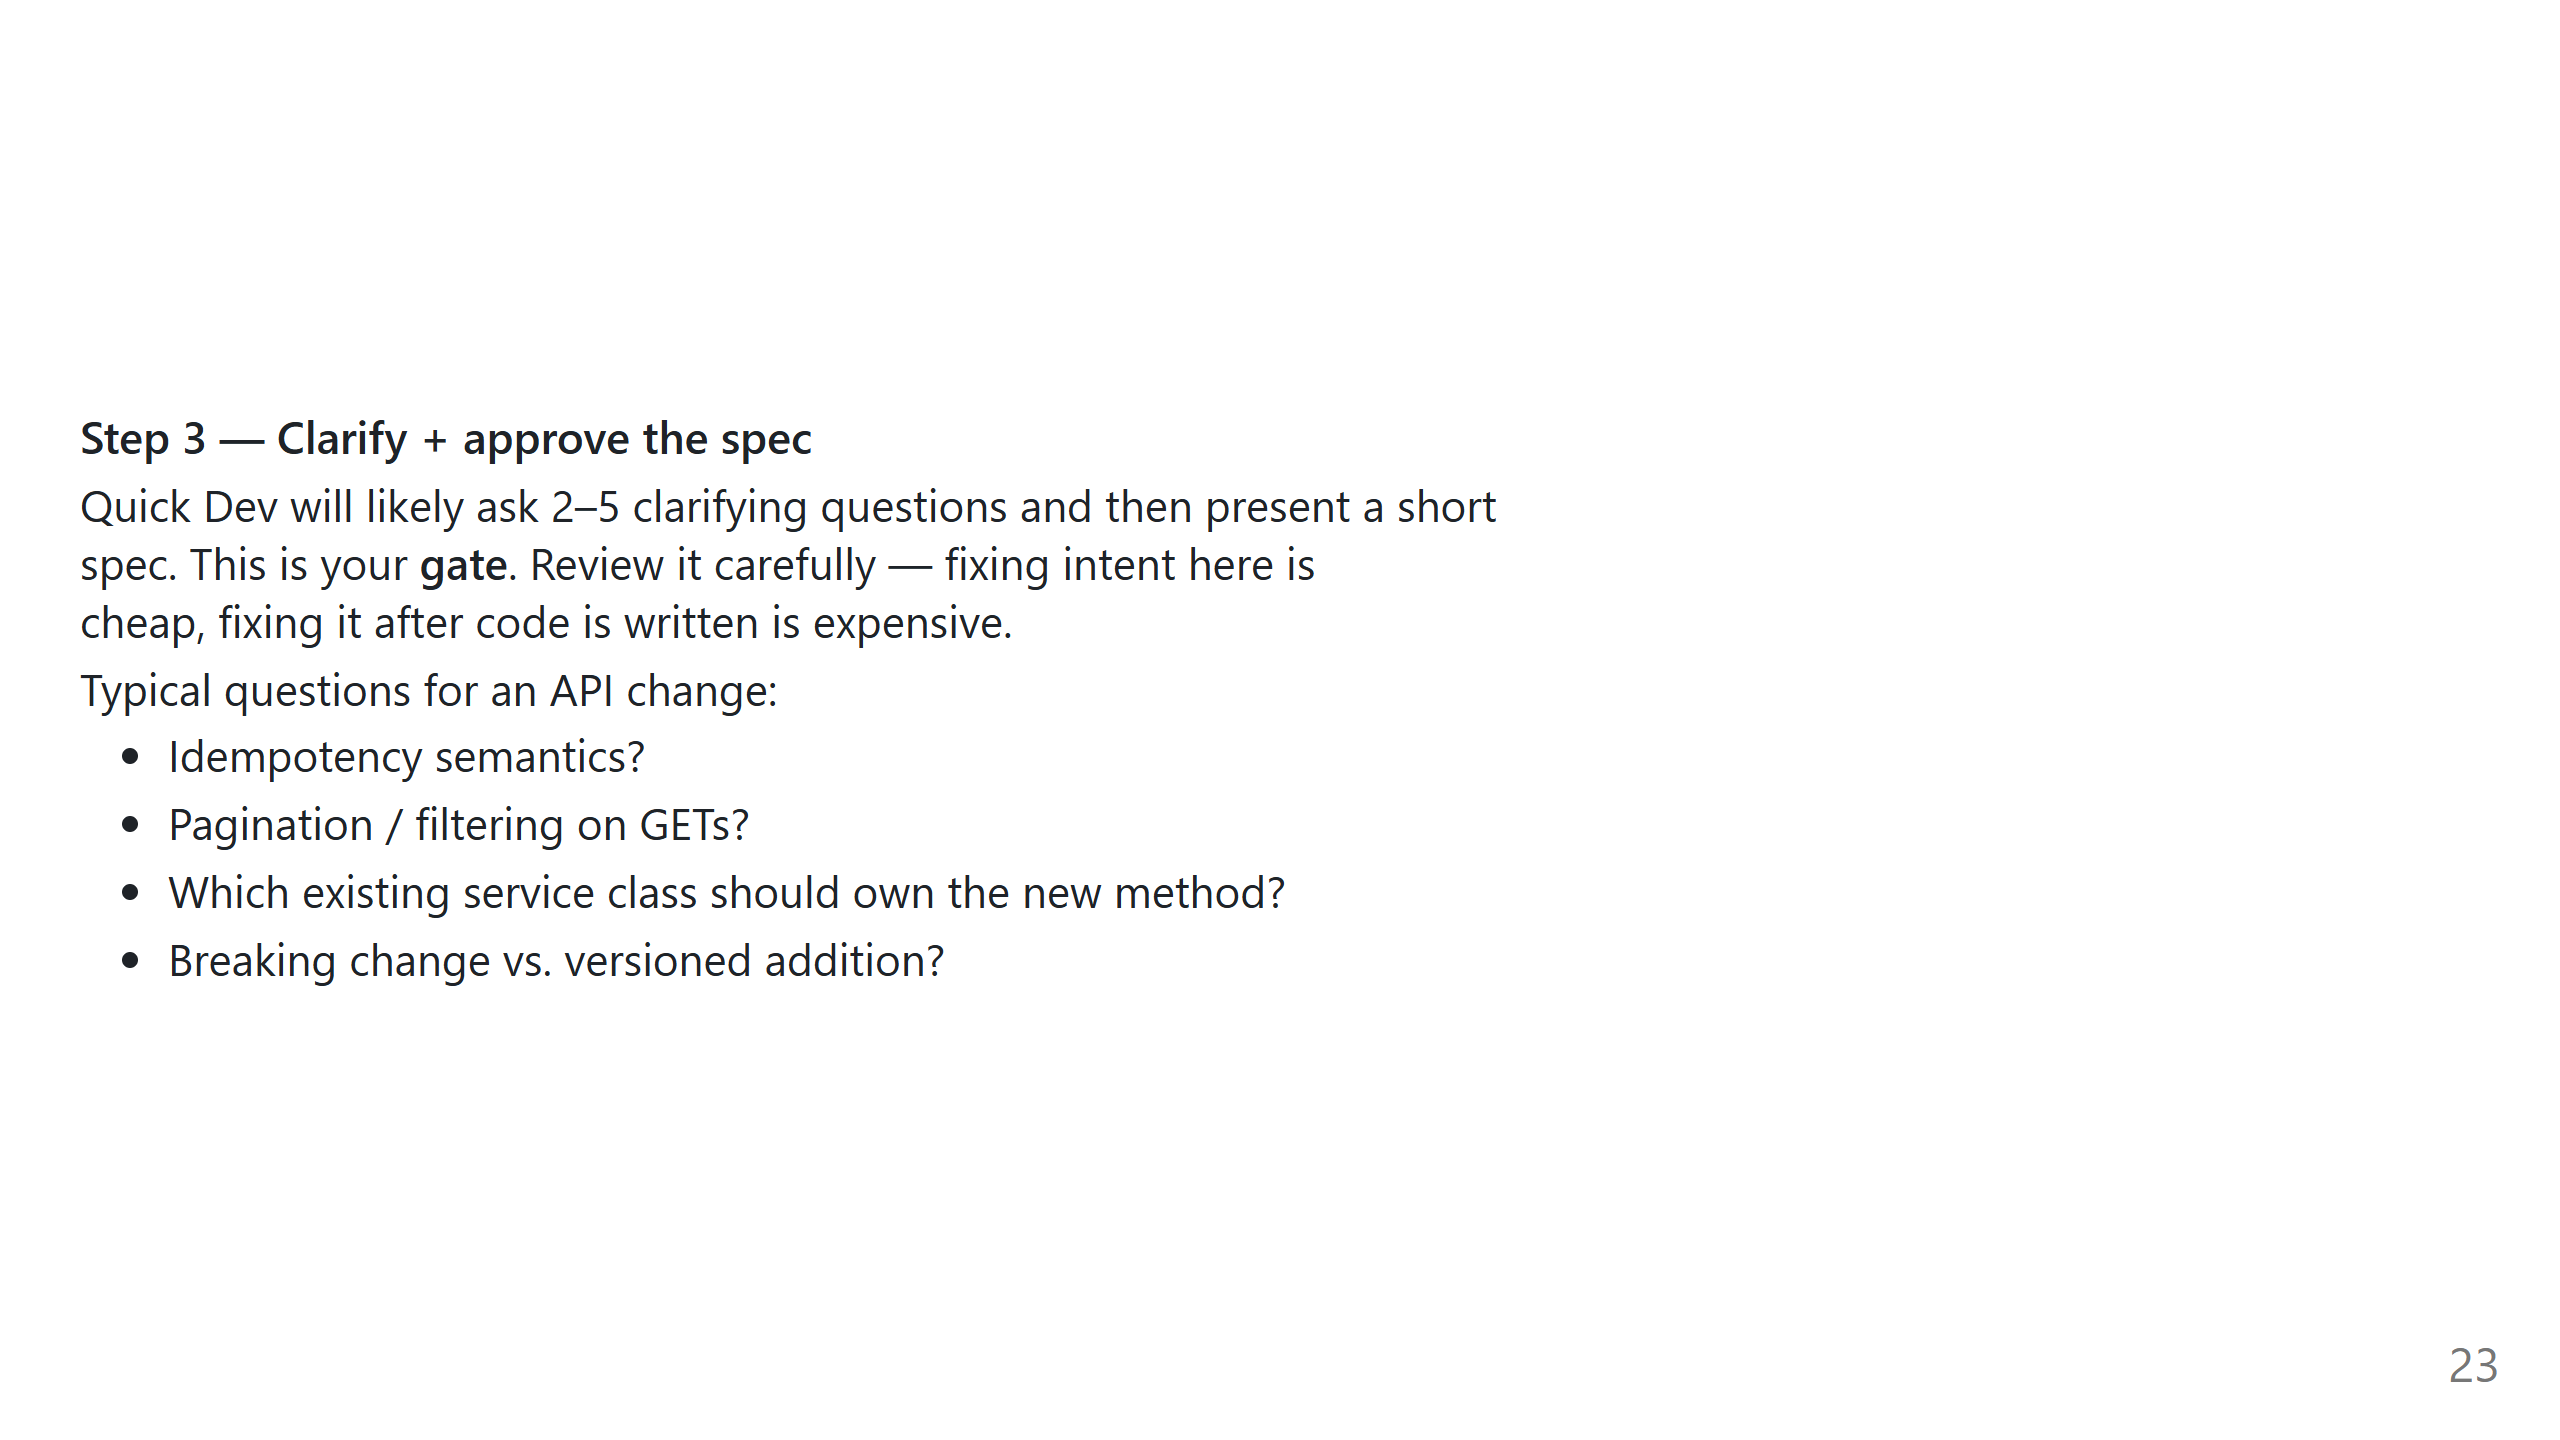 Step 3 — Clarify + approve the spec
Quick Dev will likely ask 2–5 clarifying questions and then present a short
spec. This is your gate. Review it carefully — fixing intent here is
cheap, fixing it after code is written is expensive.
Typical questions for an API change:
• Idempotency semantics?
• Pagination / filtering on GETs?
• Which existing service class should own the new method?
• Breaking change vs. versioned addition?
23